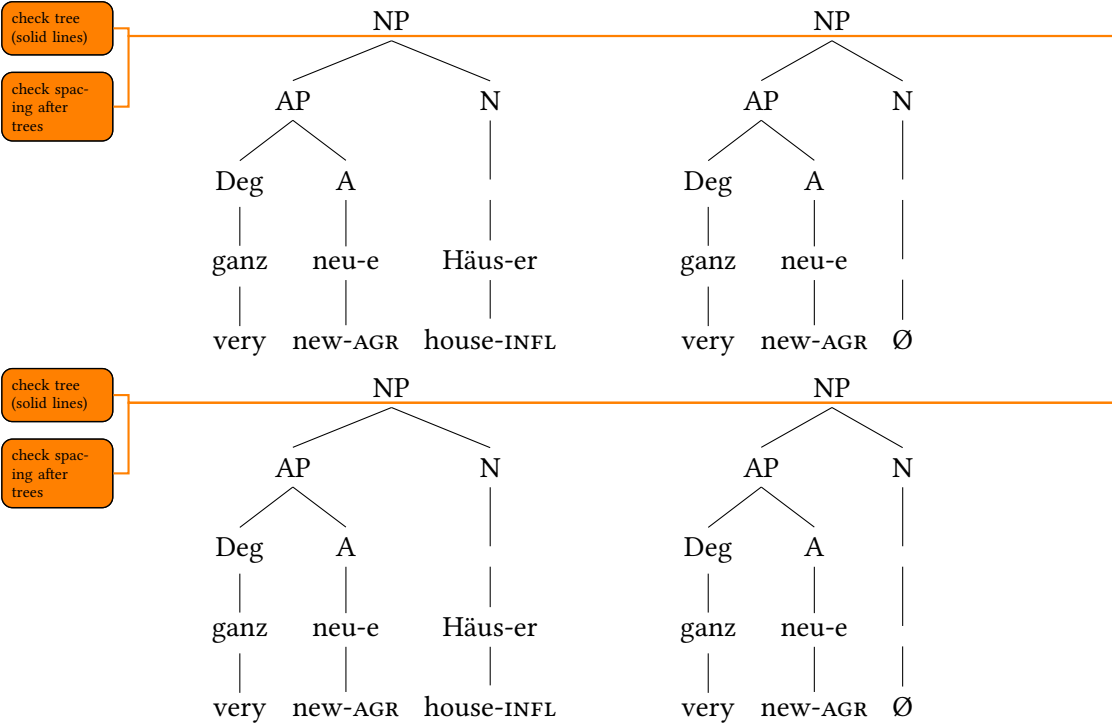 check tree
(solid lines)
check spac-
ing after
trees
NP NP
AP N AP N
Deg A Deg A
ganz neu-e Häus-er ganz neu-e
very new-AGR house-INFL very new-AGR Ø
check tree
(solid lines)
check spac-
ing after
trees
NP NP
AP N AP N
Deg A Deg A
ganz neu-e Häus-er ganz neu-e
very new-AGR house-INFL very new-AGR Ø